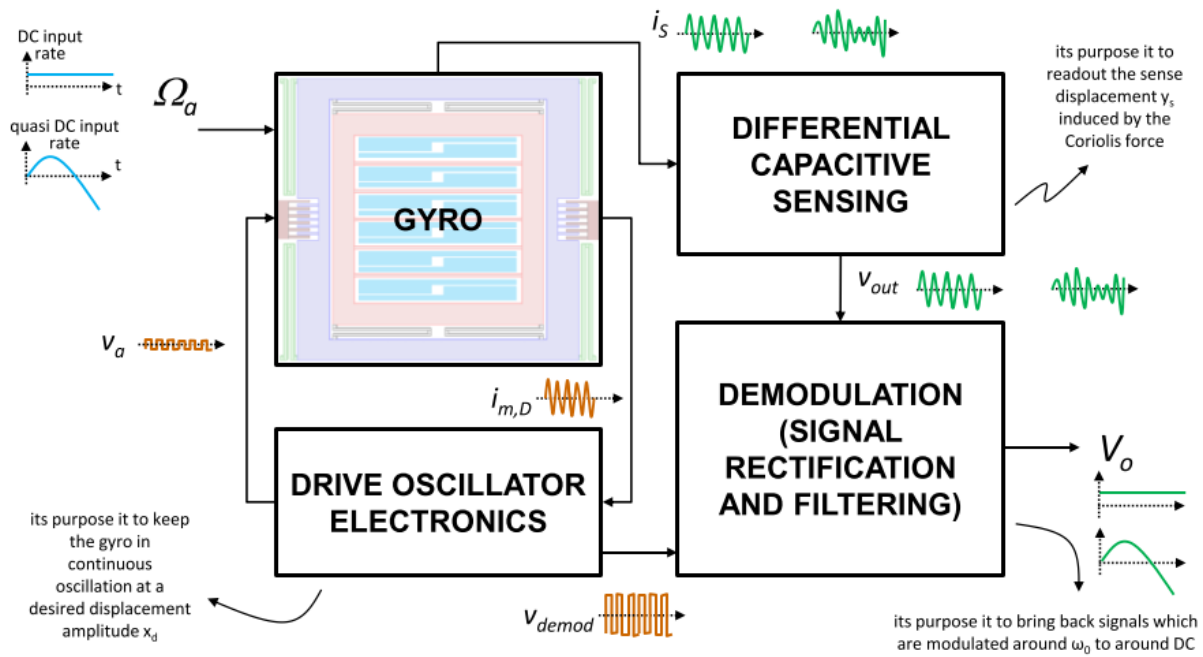 DC input
rate
t
Ωa
quasi DC input
rate
t
GYRO
iS
DIFFERENTIAL
CAPACITIVE
SENSING
its purpose it to
readout the sense
displacement ys
induced by the
Coriolis force
vout
va
im,D
DRIVE OSCILLATOR
ELECTRONICS
its purpose it to keep
the gyro in
continuous
oscillation at a
desired displacement
amplitude xd
vdemod
DEMODULATION
(SIGNAL
RECTIFICATION
AND FILTERING)
Vo
its purpose it to bring back signals which
are modulated around ω0 to around DC